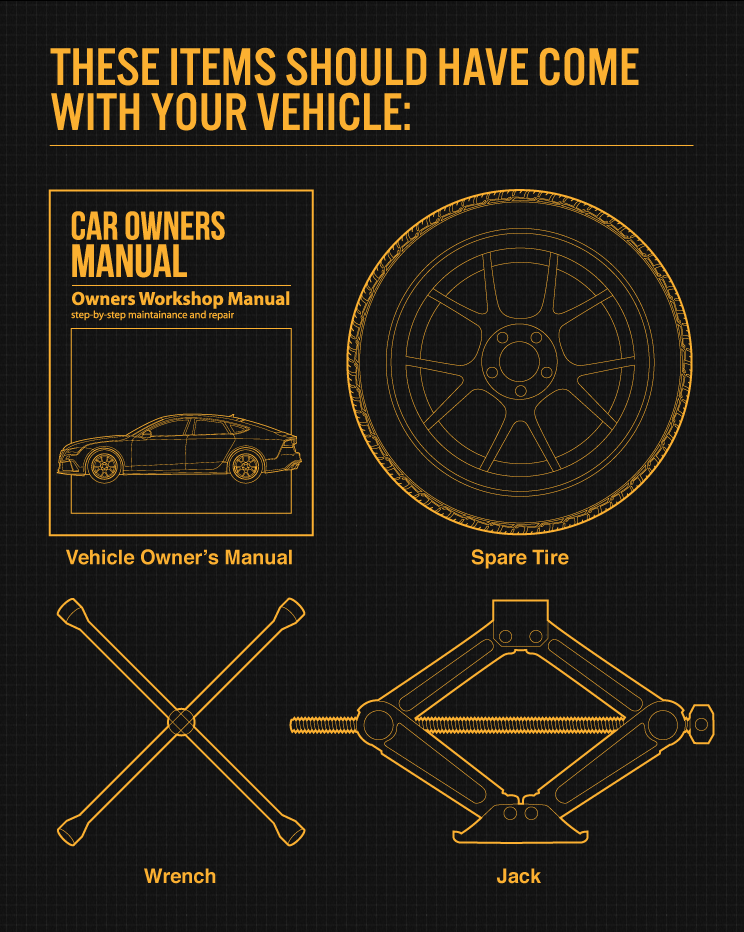 THESE ITEMS SHOULD HAVE COME
WITH YOUR VEHICLE:
CAR OWNERS
MANUAL
Owners Workshop Manual
step-by-step maintainance and repair
Vehicle Owner’s Manual
Spare Tire
Wrench
Jack